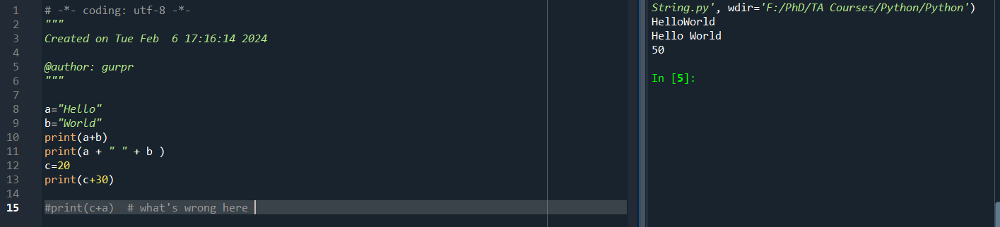 1 # -*- coding: utf-8 -*-
2 """
3 Created on Tue Feb  6 17:16:14 2024
4
5 @author: gurpr
6 """
7
8 a="Hello"
9 b="World"
10 print(a+b)
11 print(a + " " + b )
12 c=20
13 print(c+30)
14
15 #print(c+a)  # what's wrong here
String.py', wdir='F:/PhD/TA Courses/Python/Python')
HelloWorld
Hello World
50
In [5]: